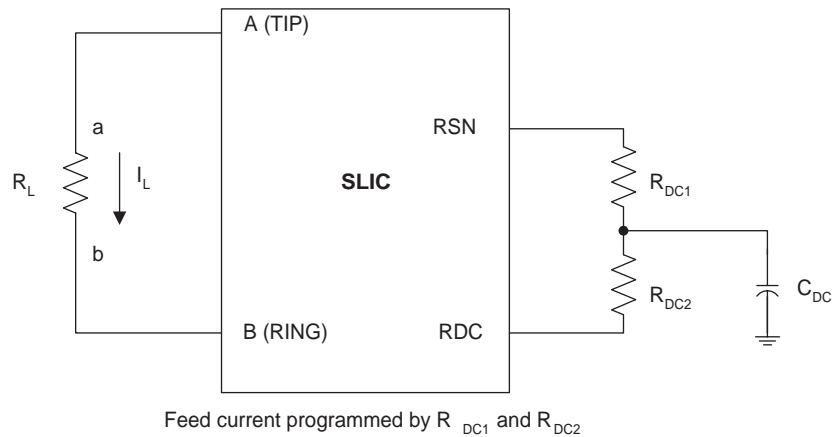 A (TIP)
RSN
a
R_L
I_L
SLIC
R_DC1
b
R_DC2
C_DC
B (RING)
RDC
Feed current programmed by R_DC1 and R_DC2